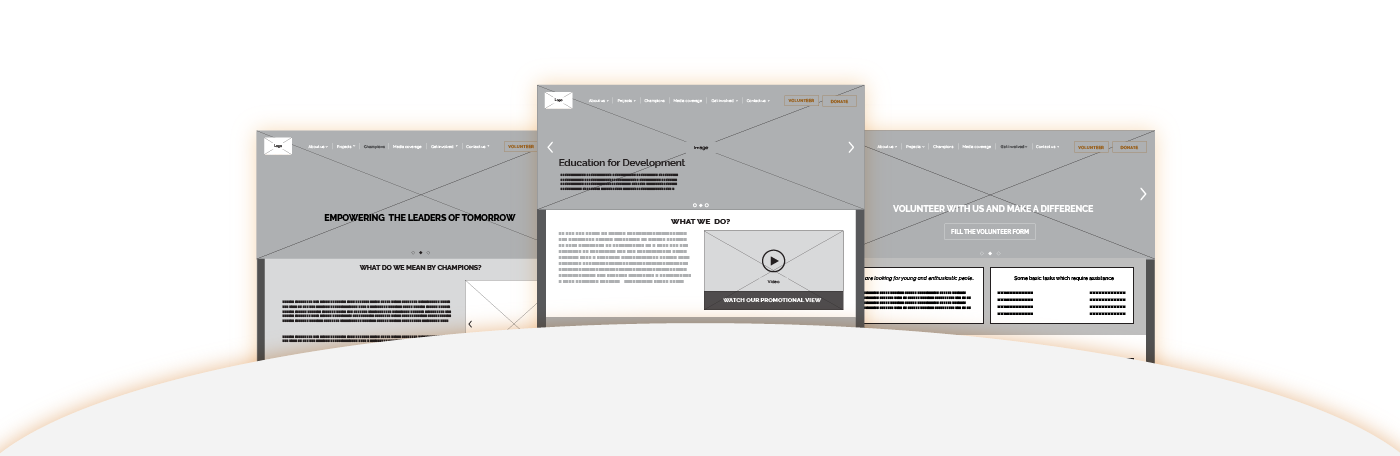 Logo
About us
Projects
Champions
Media coverage
Get involved
Contact us
VOLUNTEER
EMPOWERING THE LEADERS OF TOMORROW
WHAT DO WE MEAN BY CHAMPIONS?
Logo
About us
Projects
Champions
Media coverage
Get involved
Contact us
VOLUNTEER
DONATE
Image
Education for Development
WHAT WE DO?
Video
WATCH OUR PROMOTIONAL VIEW
About us
Projects
Champions
Media coverage
Get involved
Contact us
VOLUNTEER
DONATE
VOLUNTEER WITH US AND MAKE A DIFFERENCE
FILL THE VOLUNTEER FORM
are looking for young and enthustiastic peole.
Some basic tasks which require assistance